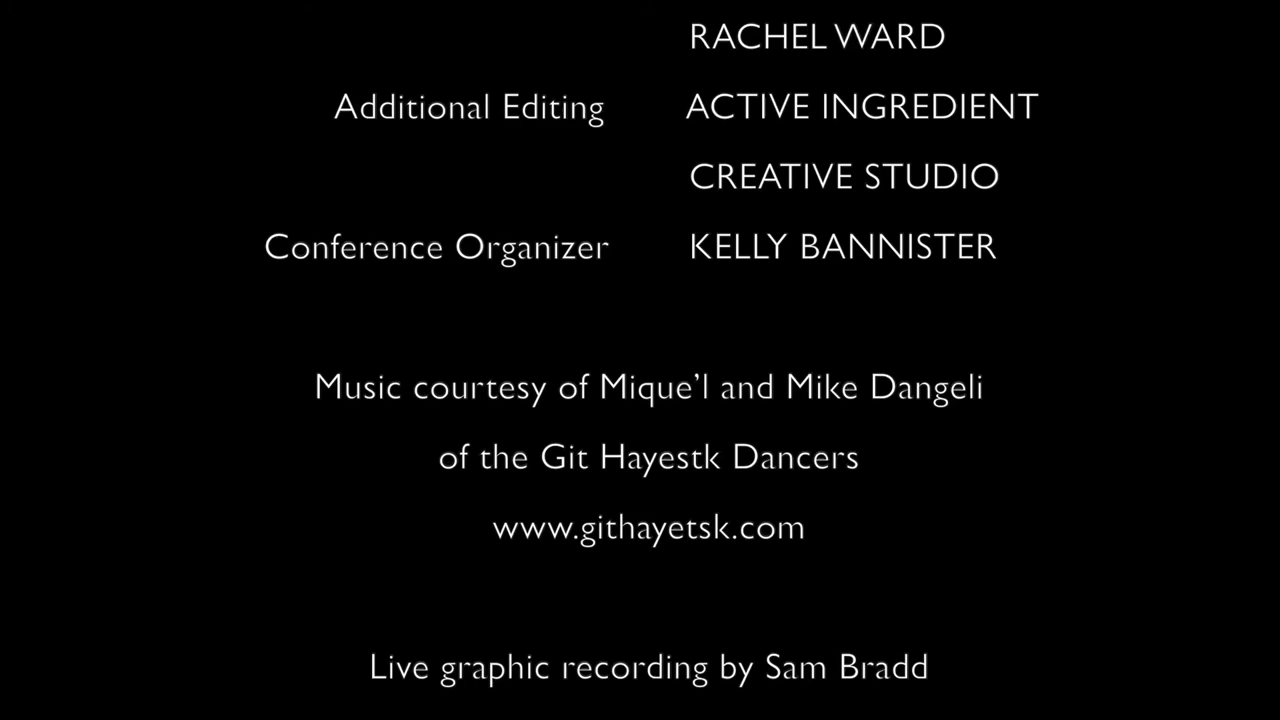 RACHEL WARD
Additional Editing ACTIVE INGREDIENT
CREATIVE STUDIO
Conference Organizer KELLY BANNISTER
Music courtesy of Mique’l and Mike Dangeli
of the Git Hayestk Dancers
www.githayetsk.com
Live graphic recording by Sam Bradd